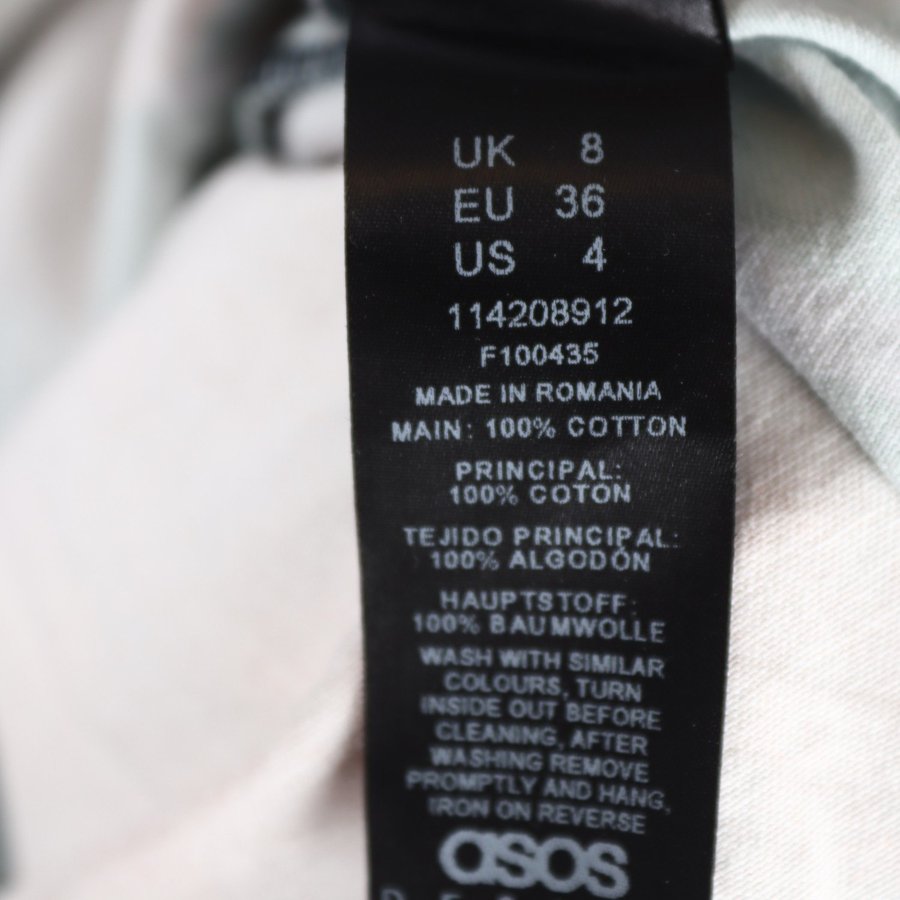 UK 8
EU 36
US 4
114208912
F100435
MADE IN ROMANIA
MAIN: 100% COTTON
PRINCIPAL:
100% COTON
TEJIDO PRINCIPAL:
100% ALGODÓN
HAUPTSTOFF:
100% BAUMWOLLE
WASH WITH SIMILAR
COLOURS, TURN
INSIDE OUT BEFORE
CLEANING, AFTER
WASHING REMOVE
PROMPTLY AND HANG,
IRON ON REVERSE
asos